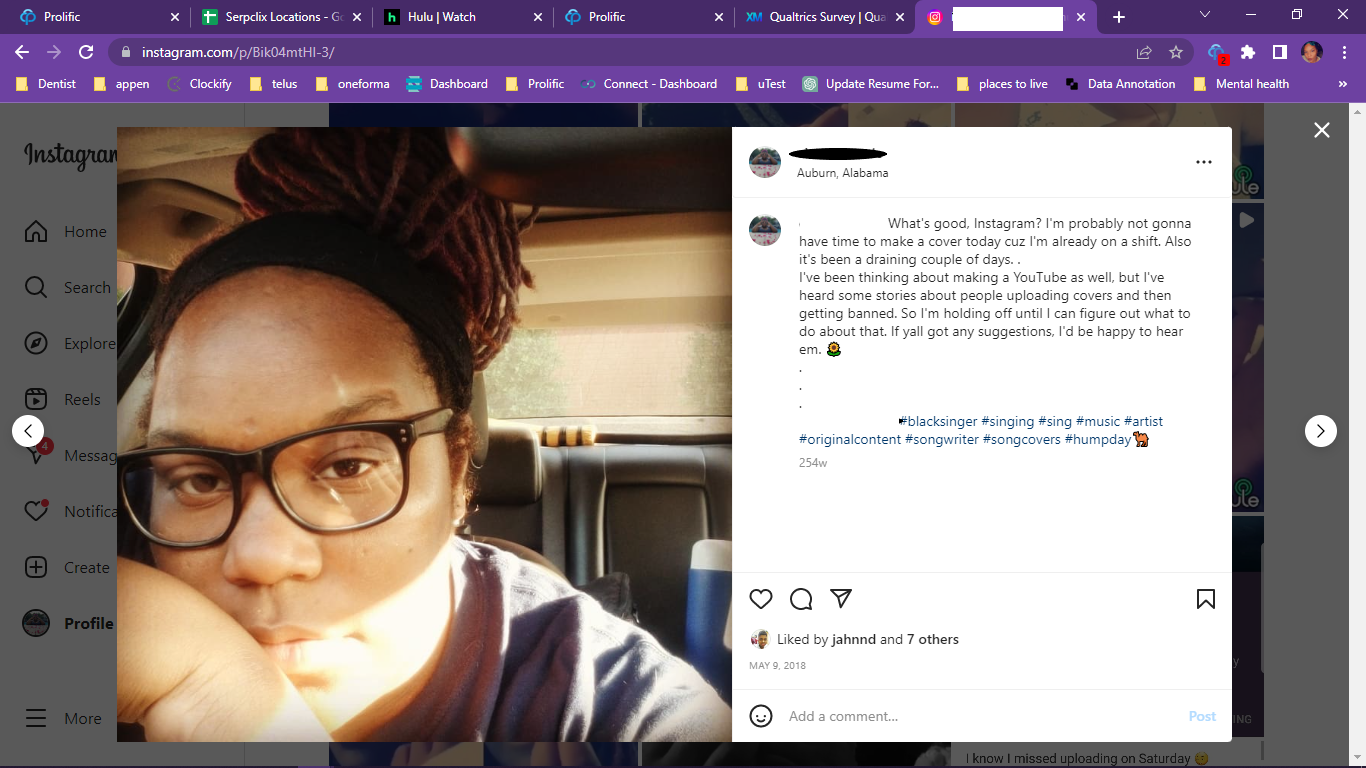 Prolific
Serpclix Locations - Go
Hulu | Watch
Prolific
Qualtrics Survey | Qua
instagram.com/p/Bik04mtHI-3/
2
Dentist
appen
Clockify
telus
oneforma
Dashboard
Prolific
Connect - Dashboard
uTest
Update Resume For...
places to live
Data Annotation
Mental health
»
Instagram
Home
Search
Explore
Reels
4
Messag
Notifica
Create
Profile
More
Auburn, Alabama
What's good, Instagram? I'm probably not gonna
have time to make a cover today cuz I'm already on a shift. Also
it's been a draining couple of days. .
I've been thinking about making a YouTube as well, but I've
heard some stories about people uploading covers and then
getting banned. So I'm holding off until I can figure out what to
do about that. If yall got any suggestions, I'd be happy to hear
em. 🌻
.
.
.
#blacksinger #singing #sing #music #artist
#originalcontent #songwriter #songcovers #humpday🐫
254w
Liked by jahnnd and 7 others
MAY 9, 2018
Add a comment...
Post
ule
ule
y
ING
I know I missed uploading on Saturday